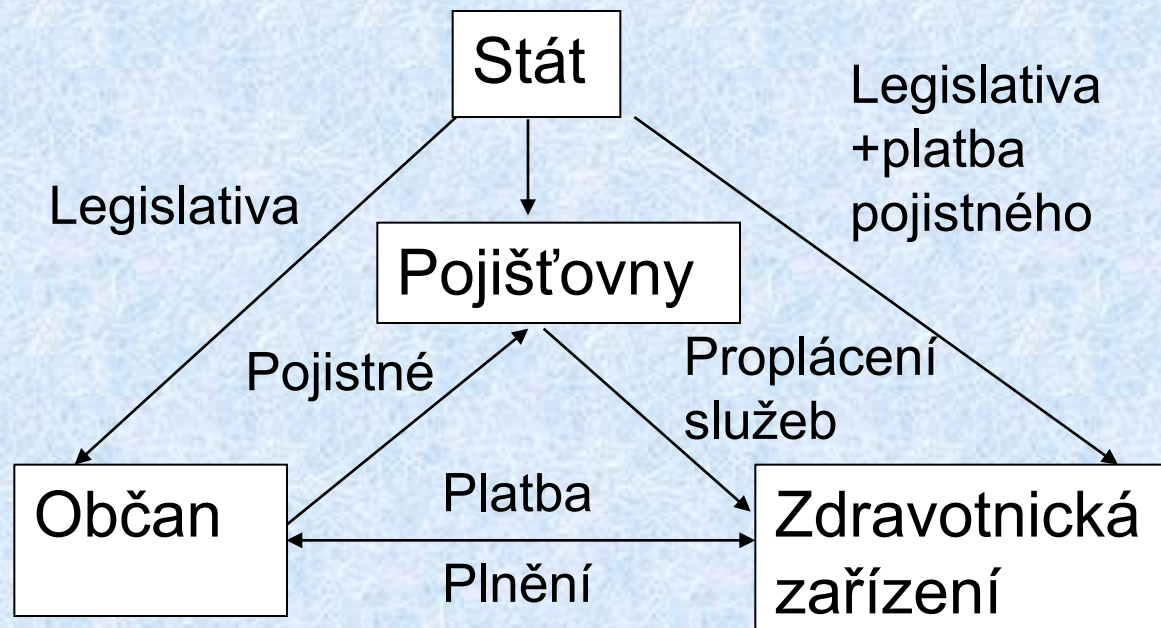 Stát
Legislativa
+platba
pojistného
Legislativa
Pojišťovny
Pojistné
Proplácení
služeb
Občan
Platba
Plnění
Zdravotnická
zařízení